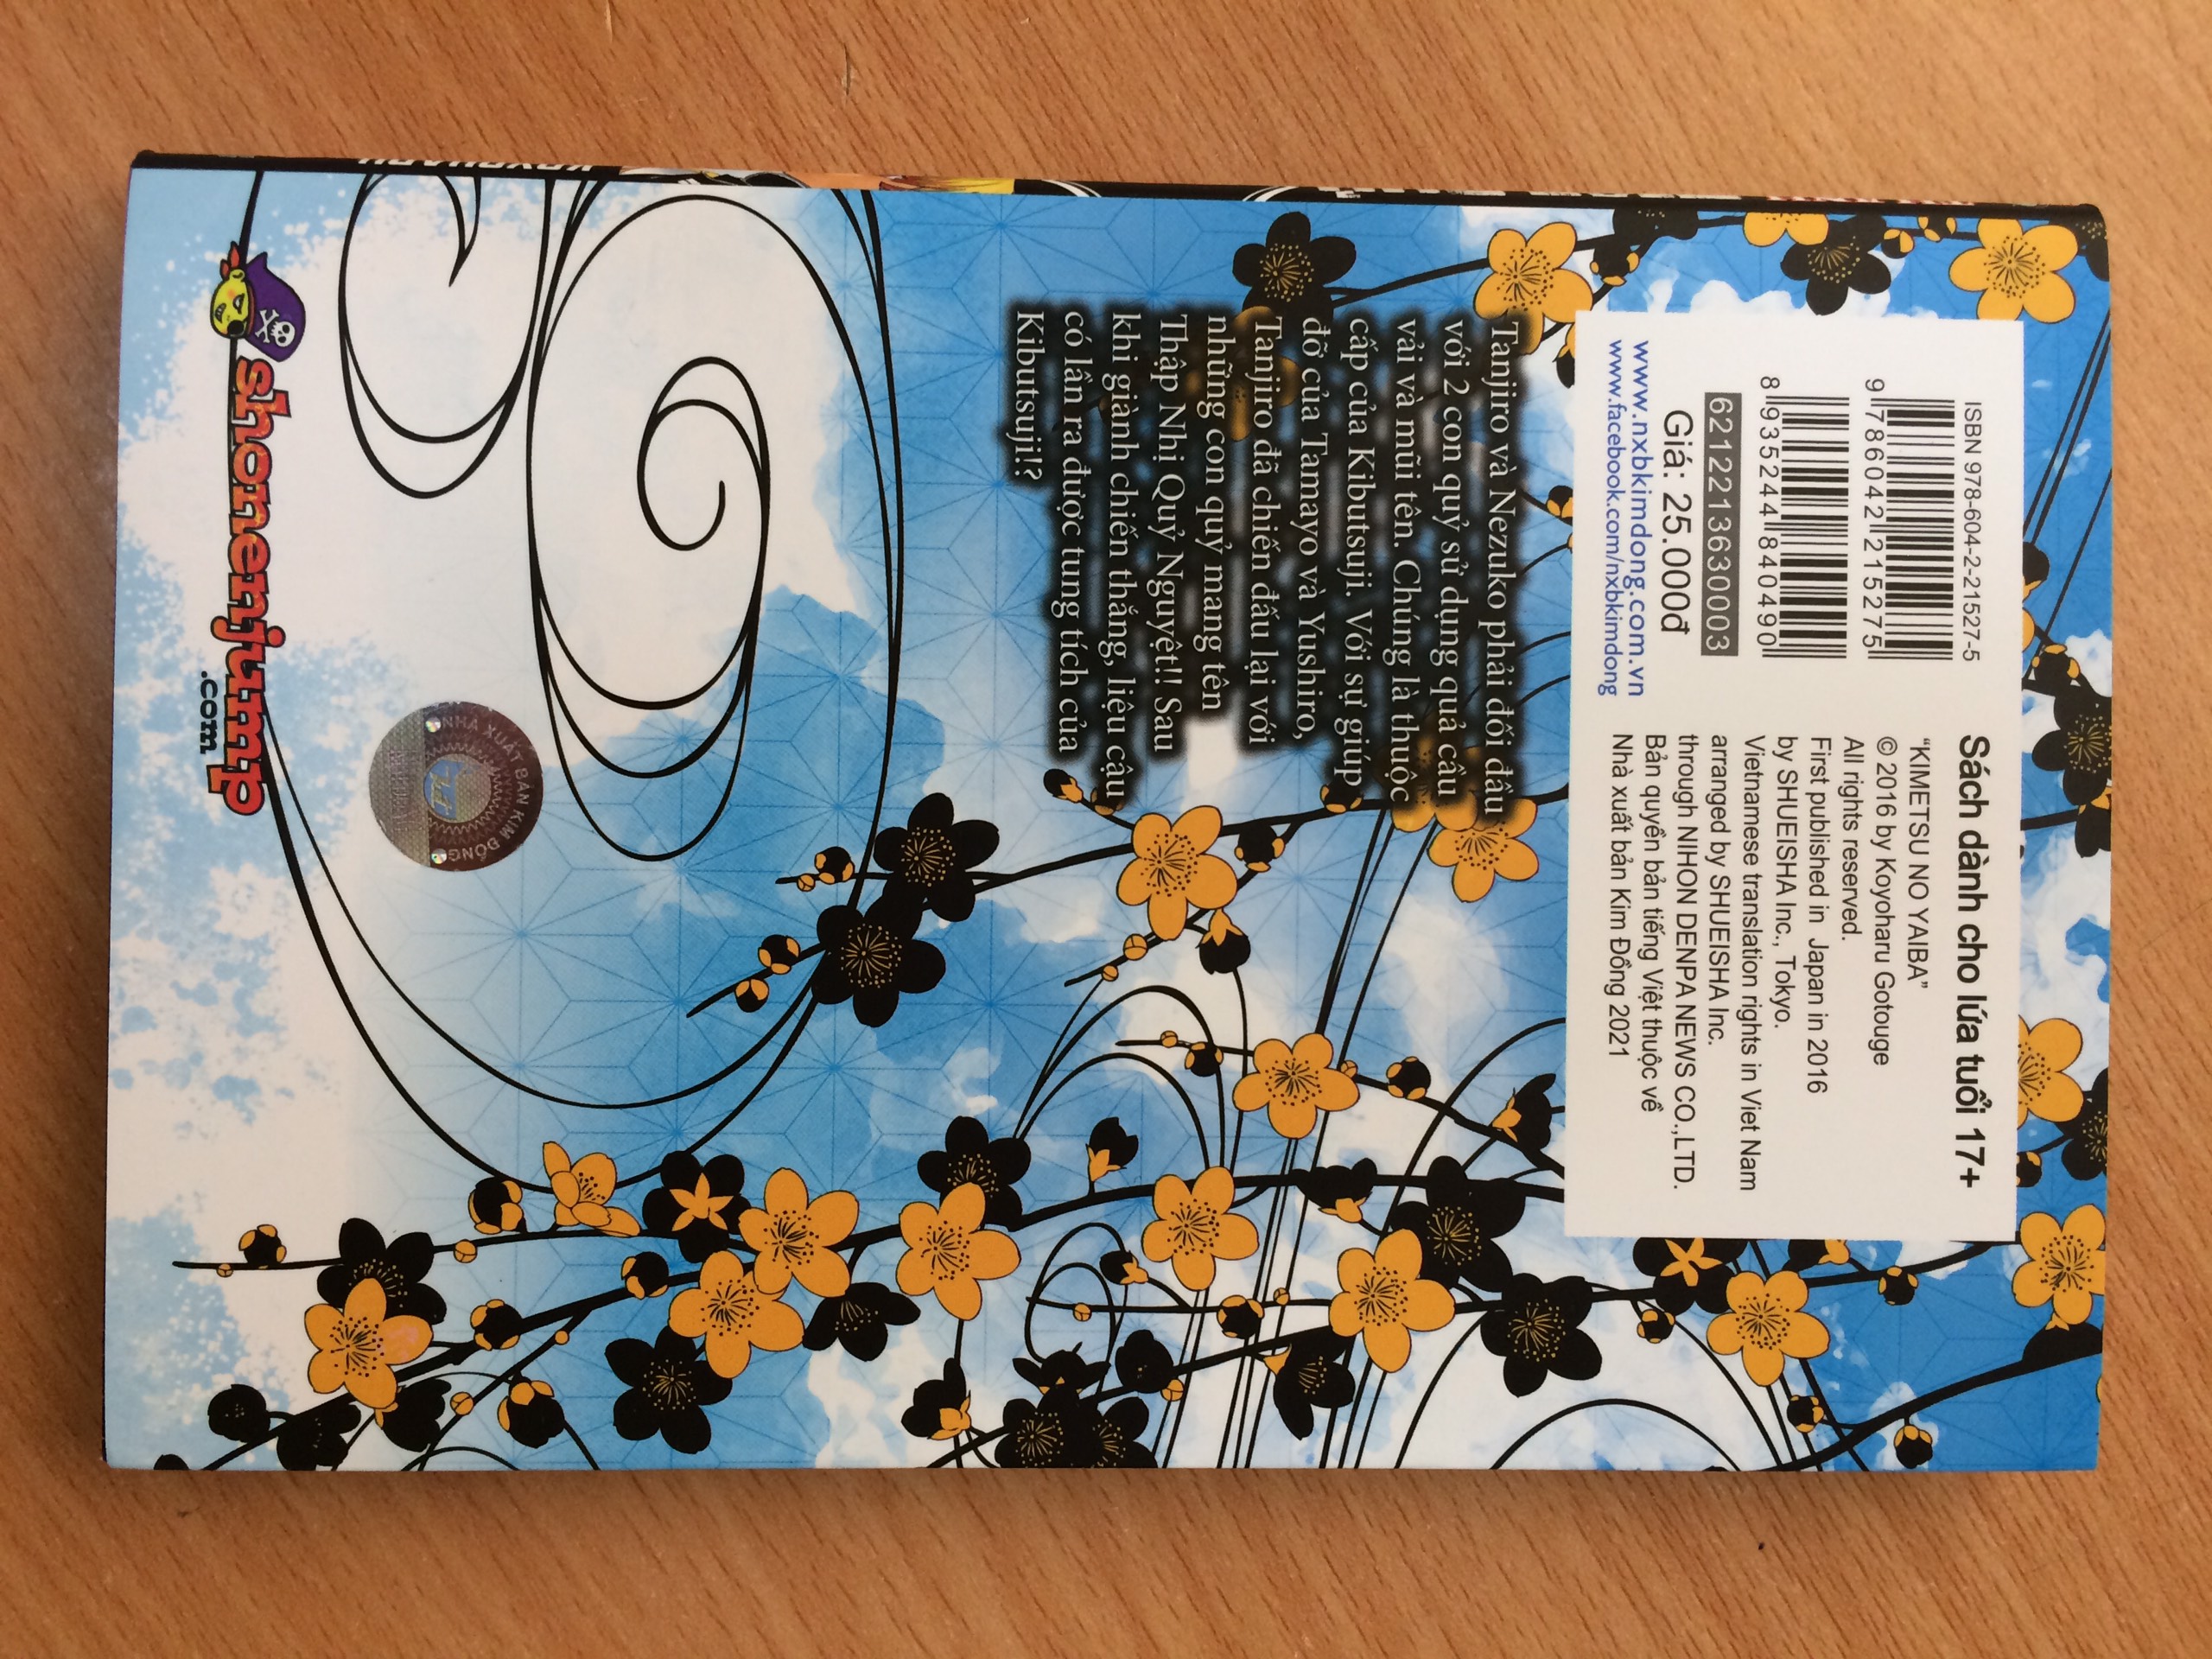 ISBN 978-604-2-21527-5
9 786042 215275
8 935244 840490
6212213630003
Giá: 25.000đ
www.nxbkimdong.com.vn
www.facebook.com/nxbkimdong
Sách dành cho lứa tuổi 17+
“KIMETSU NO YAIBA”
© 2016 by Koyoharu Gotouge
All rights reserved.
First published in Japan in 2016
by SHUEISHA Inc., Tokyo.
Vietnamese translation rights in Viet Nam
arranged by SHUEISHA Inc.
through NIHON DENPA NEWS CO.,LTD.
Bản quyền bản tiếng Việt thuộc về
Nhà xuất bản Kim Đồng 2021
Tanjiro và Nezuko phải đối đầu
với 2 con quỷ sử dụng quả cầu
vải và mũi tên. Chúng là thuộc
cấp của Kibutsuji. Với sự giúp
đỡ của Tamayo và Yushiro,
Tamjiro đã chiến đấu lại với
những con quỷ mang tên
Thập Nhị Quỷ Nguyệt!! Sau
khi giành chiến thắng, liệu cậu
có lần ra được tung tích của
Kibutsuji!?
NHÀ XUẤT BẢN KIM ĐỒNG
shonenjump
.com